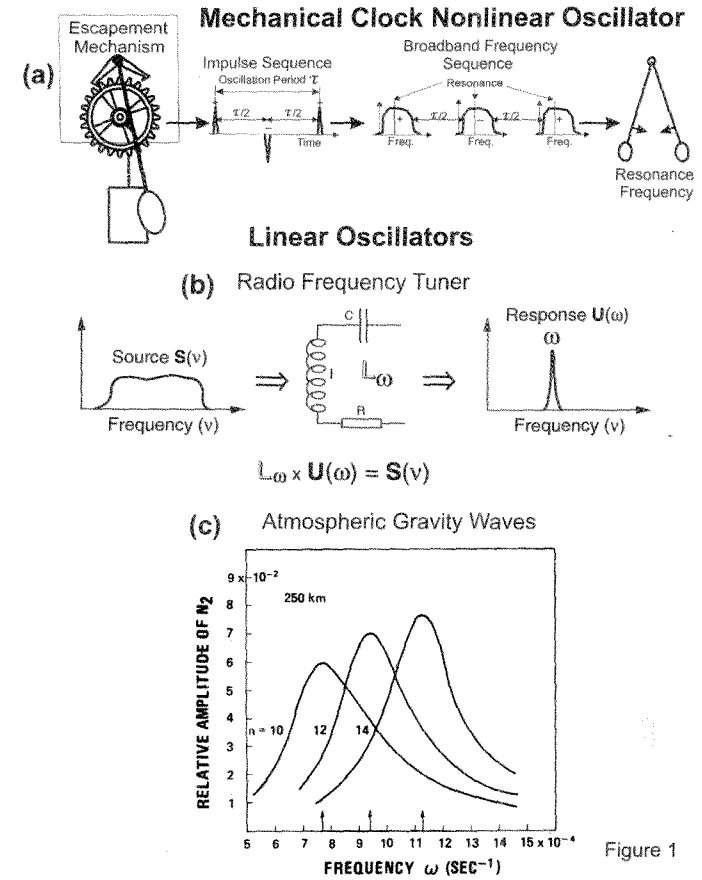 Mechanical Clock Nonlinear Oscillator
Escapement
Mechanism
(a)
Impulse Sequence
Oscillation Period τ
τ/2
τ/2
+
+
−
Time
Broadband Frequency
Sequence
Resonance
+
τ/2
−
τ/2
+
Freq.
Freq.
Freq.
Resonance
Frequency
Linear Oscillators
(b) Radio Frequency Tuner
Source S(ν)
Frequency (ν)
C
I
𝕃ω
R
Response U(ω)
ω
Frequency (ν)
𝕃ω x U(ω) = S(ν)
(c) Atmospheric Gravity Waves
RELATIVE AMPLITUDE OF N₂
9 x 10⁻²
8
7
6
5
4
3
2
1
250 km
n = 10
12
14
5 6 7 8 9 10 11 12 13 14 15 x 10⁻⁴
FREQUENCY ω (SEC⁻¹)
Figure 1